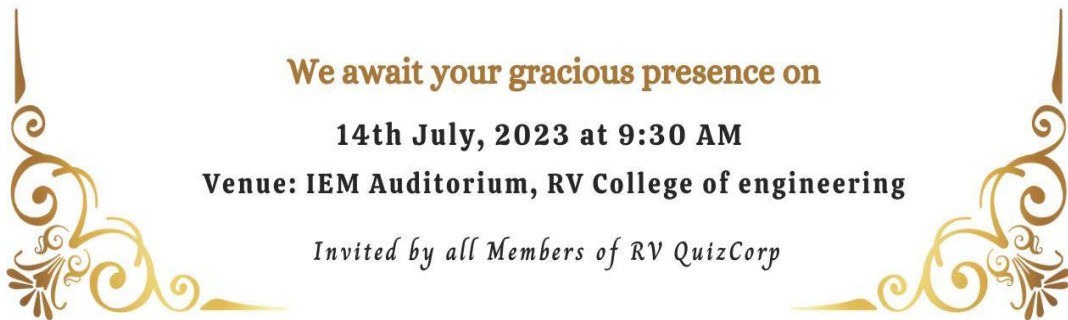 We await your gracious presence on
14th July, 2023 at 9:30 AM
Venue: IEM Auditorium, RV College of engineering
Invited by all Members of RV QuizCorp